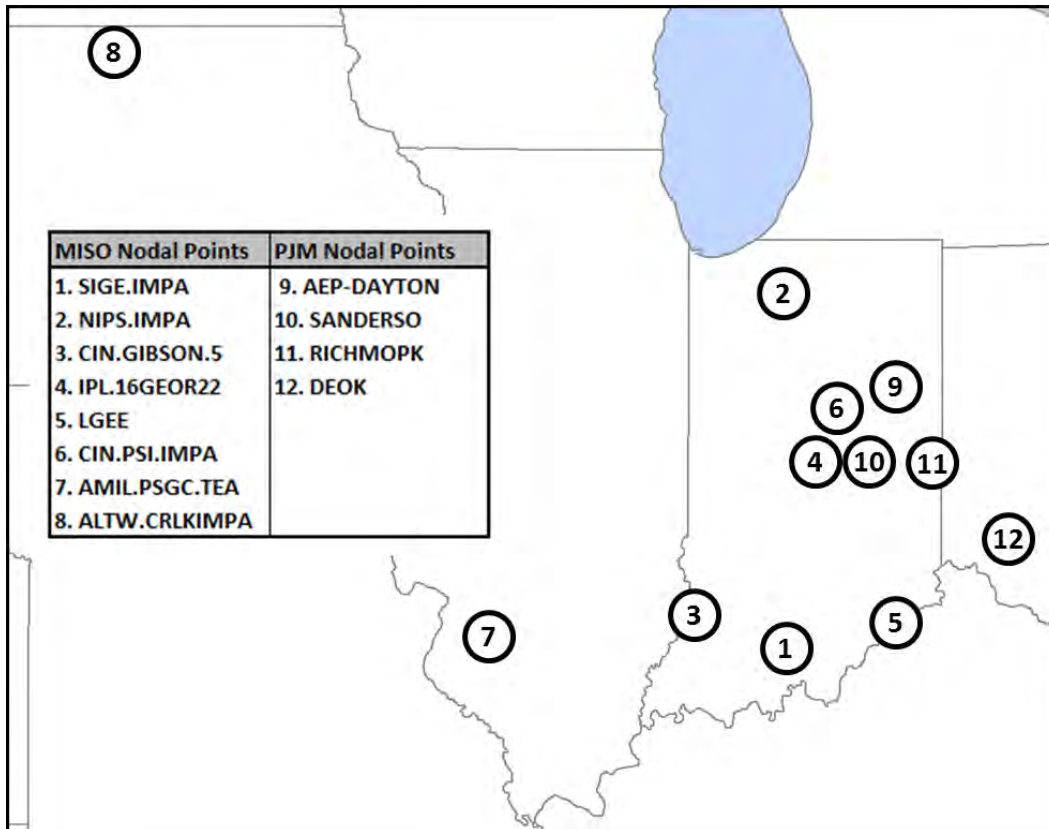 8
MISO Nodal Points PJM Nodal Points
1. SIGE.IMPA 9. AEP-DAYTON
2. NIPS.IMPA 10. SANDERSO
3. CIN.GIBSON.5 11. RICHMOPK
4. IPL.16GEOR22 12. DEOK
5. LGEE
6. CIN.PSI.IMPA
7. AMIL.PSGC.TEA
8. ALTW.CRLKIMPA
2
9
6
4 10 11
12
3
5
7
1